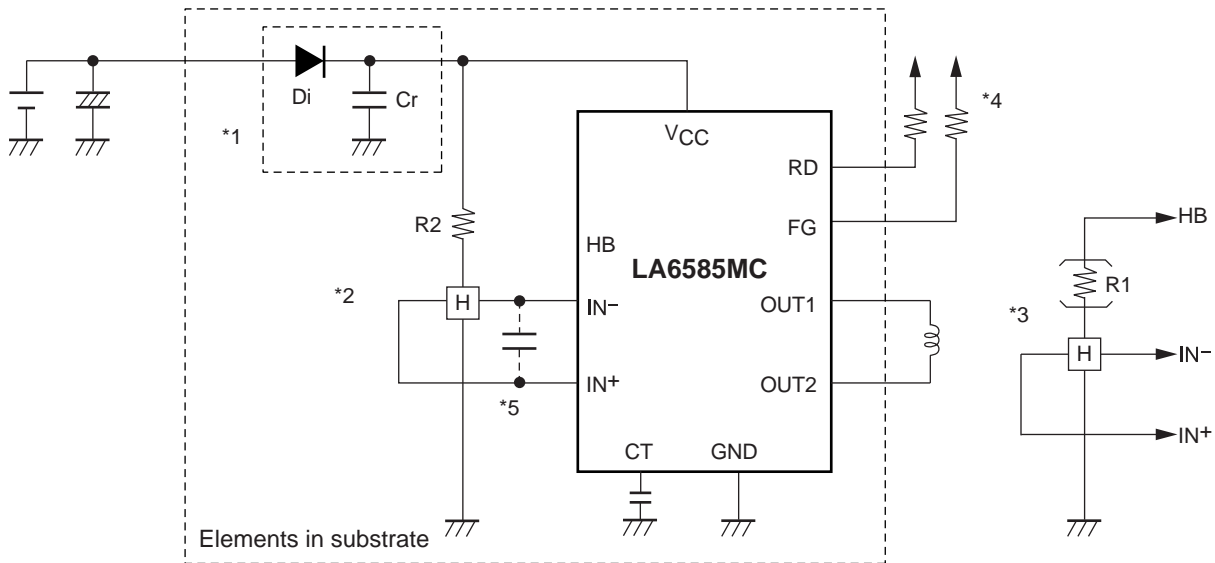 Di
Cr
*1
*4
VCC
RD
FG
R2
HB
LA6585MC
*2
H
IN-
OUT1
IN+
OUT2
*5
CT
GND
Elements in substrate
HB
R1
*3
H
IN-
IN+